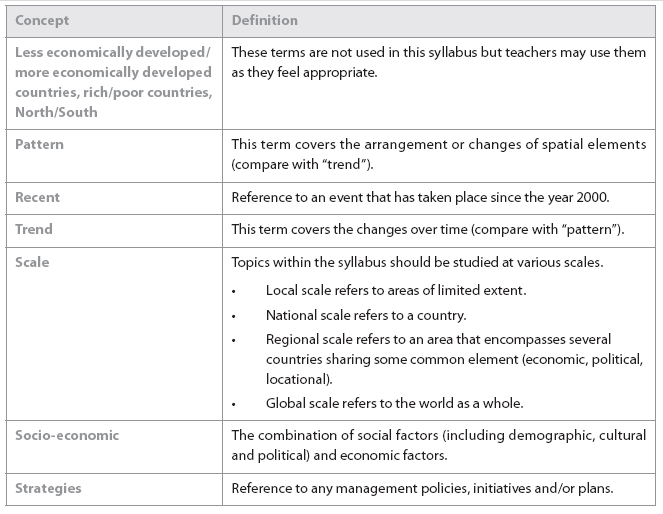 Concept Definition
Less economically developed/ These terms are not used in this syllabus but teachers may use them
more economically developed as they feel appropriate.
countries, rich/poor countries,
North/South
Pattern This term covers the arrangement or changes of spatial elements
(compare with “trend”).
Recent Reference to an event that has taken place since the year 2000.
Trend This term covers the changes over time (compare with “pattern”).
Scale Topics within the syllabus should be studied at various scales.
• Local scale refers to areas of limited extent.
• National scale refers to a country.
• Regional scale refers to an area that encompasses several
countries sharing some common element (economic, political,
locational).
• Global scale refers to the world as a whole.
Socio-economic The combination of social factors (including demographic, cultural
and political) and economic factors.
Strategies Reference to any management policies, initiatives and/or plans.